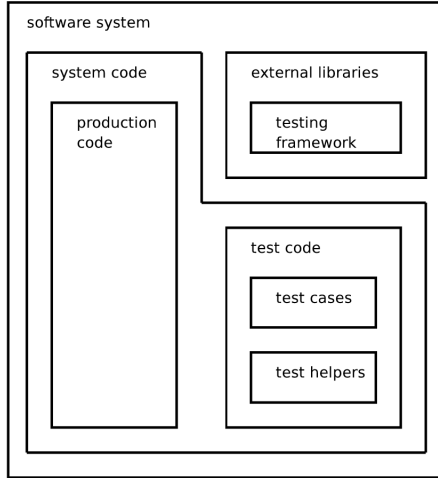 software system
system code
external libraries
production
code
testing
framework
test code
test cases
test helpers